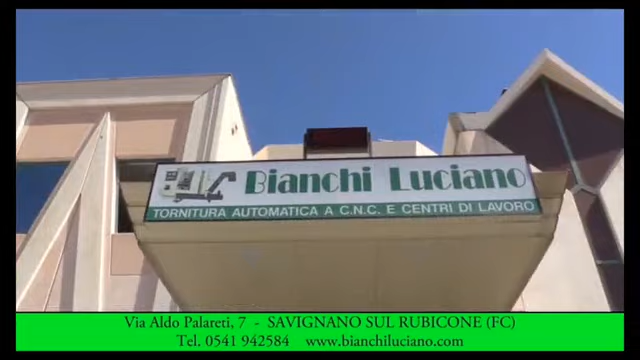 Bianchi Luciano
TORNITURA AUTOMATICA A C.N.C. E CENTRI DI LAVORO
Via Aldo Palareti, 7 - SAVIGNANO SUL RUBICONE (FC)
Tel. 0541 942584 www.bianchiluciano.com